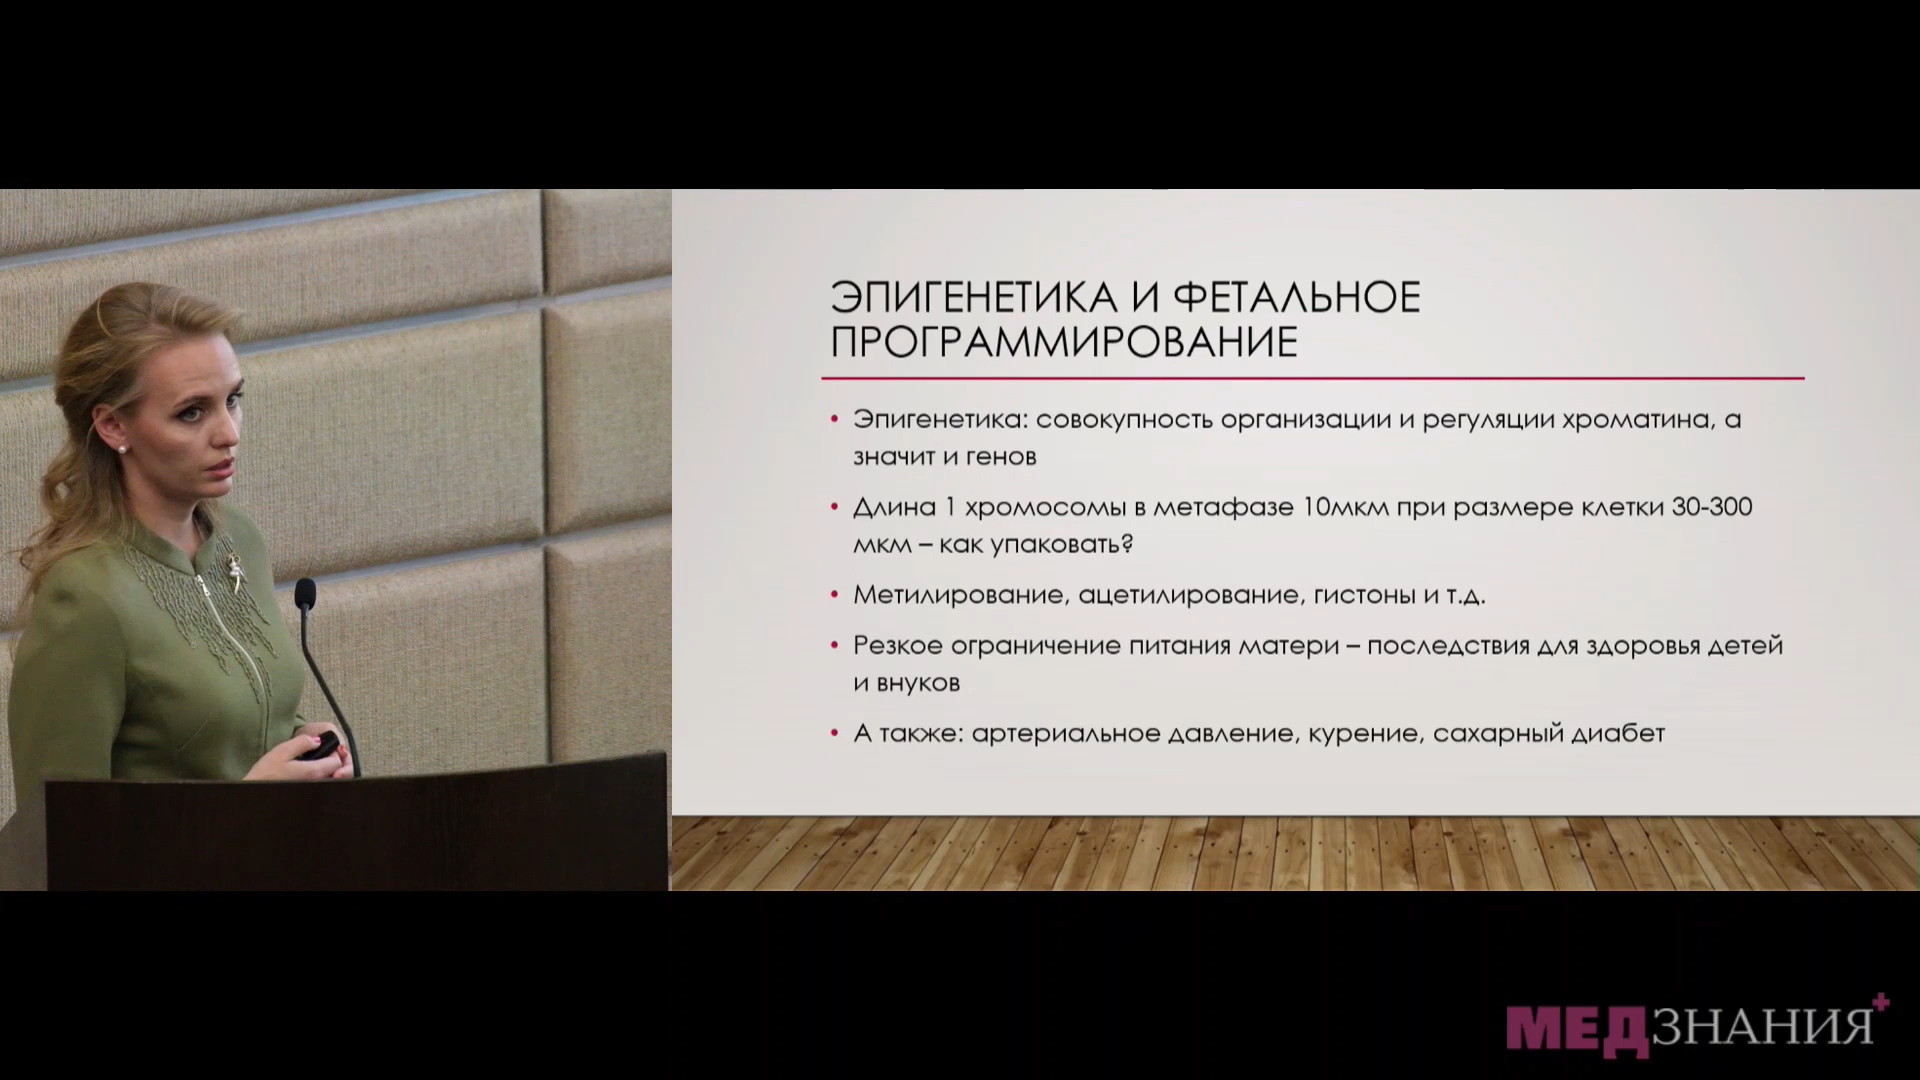 ЭПИГЕНЕТИКА И ФЕТАЛЬНОЕ
ПРОГРАММИРОВАНИЕ
• Эпигенетика: совокупность организации и регуляции хроматина, а
значит и генов
• Длина 1 хромосомы в метафазе 10мкм при размере клетки 30-300
мкм – как упаковать?
• Метилирование, ацетилирование, гистоны и т.д.
• Резкое ограничение питания матери – последствия для здоровья детей
и внуков
• А также: артериальное давление, курение, сахарный диабет
МЕДЗНАНИЯ+